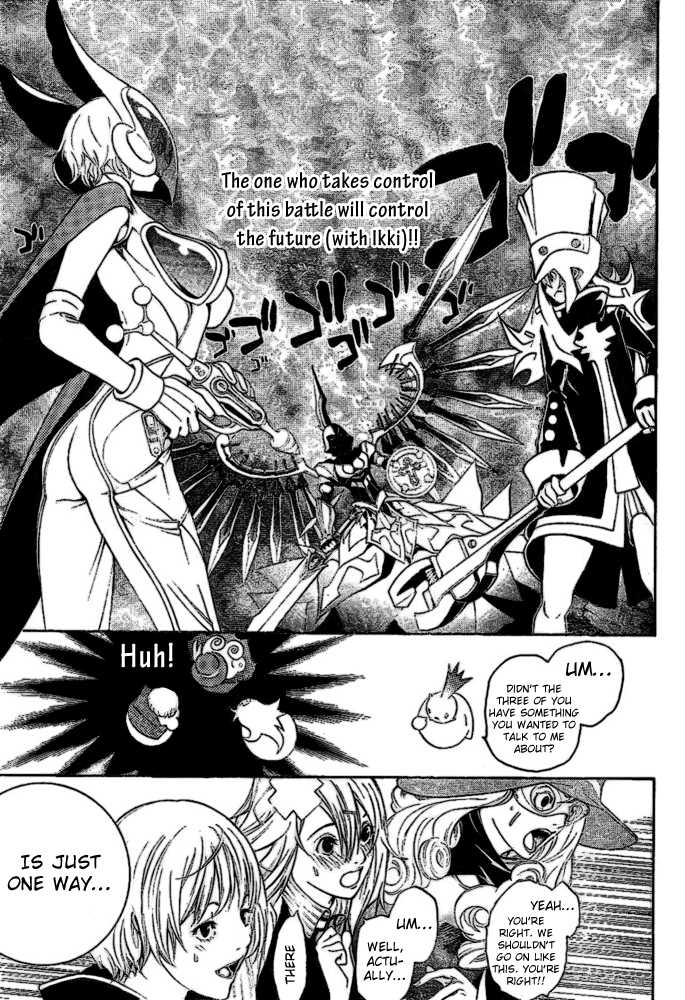 The one who takes control
of this battle will control
the future (with Ikki)!!
ゴ
ゴ
ゴゴゴ
ゴゴ
ゴゴ
Huh!
UM...
DIDN'T THE
THREE OF YOU
HAVE SOMETHING
YOU WANTED TO
TALK TO ME
ABOUT?
YEAH...
YOU'RE
RIGHT. WE
SHOULDN'T
GO ON LIKE
THIS. YOU'RE
RIGHT!!
UM...
WELL,
ACTU-
ALLY...
THERE
IS JUST
ONE WAY...